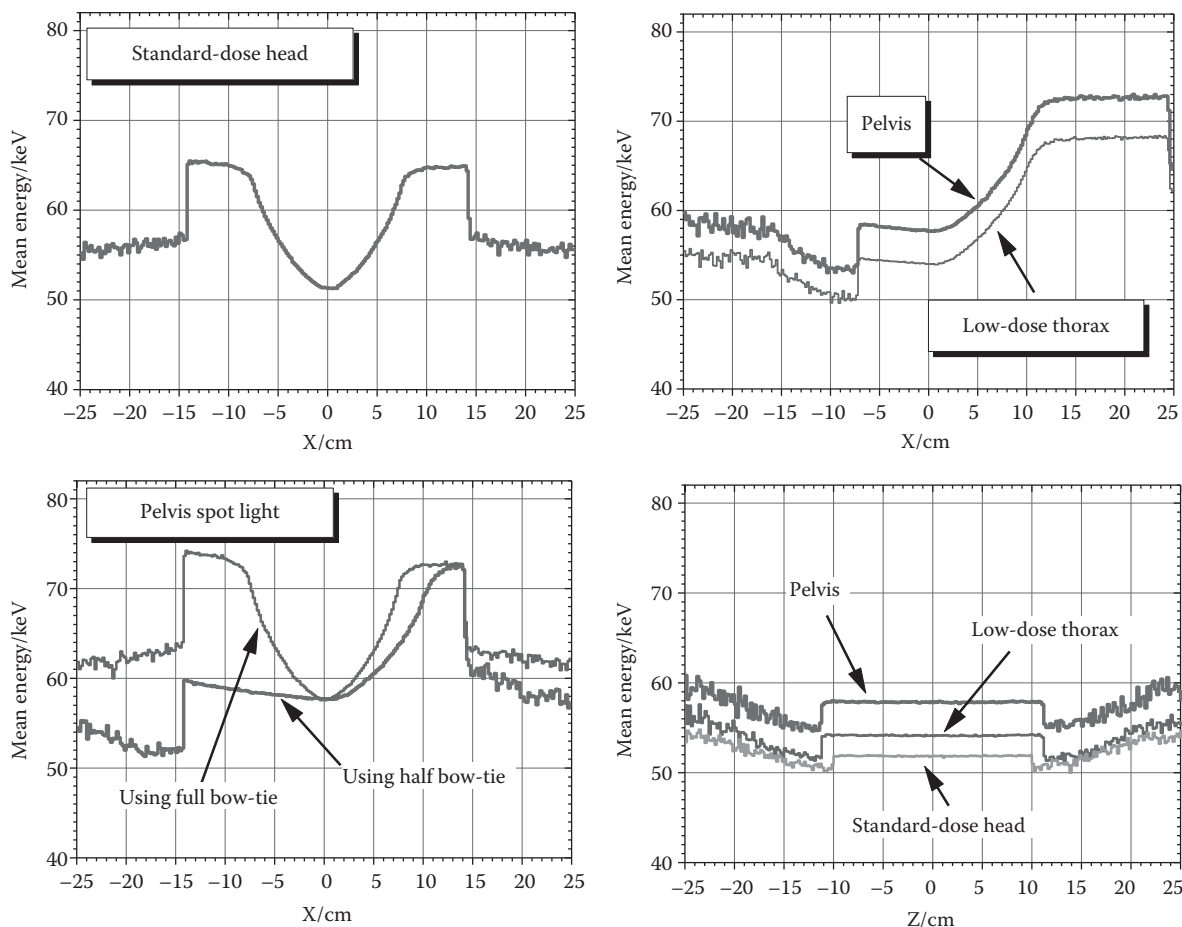 Standard-dose head
Mean energy/keV
80
70
60
50
40
−25 −20 −15 −10 −5 0 5 10 15 20 25
X/cm
Pelvis
Low-dose thorax
Mean energy/keV
80
70
60
50
40
−25 −20 −15 −10 −5 0 5 10 15 20 25
X/cm
Pelvis spot light
Mean energy/keV
80
70
60
50
40
Using half bow-tie
Using full bow-tie
−25 −20 −15 −10 −5 0 5 10 15 20 25
X/cm
Mean energy/keV
80
70
60
50
40
Pelvis
Low-dose thorax
Standard-dose head
−25 −20 −15 −10 −5 0 5 10 15 20 25
Z/cm